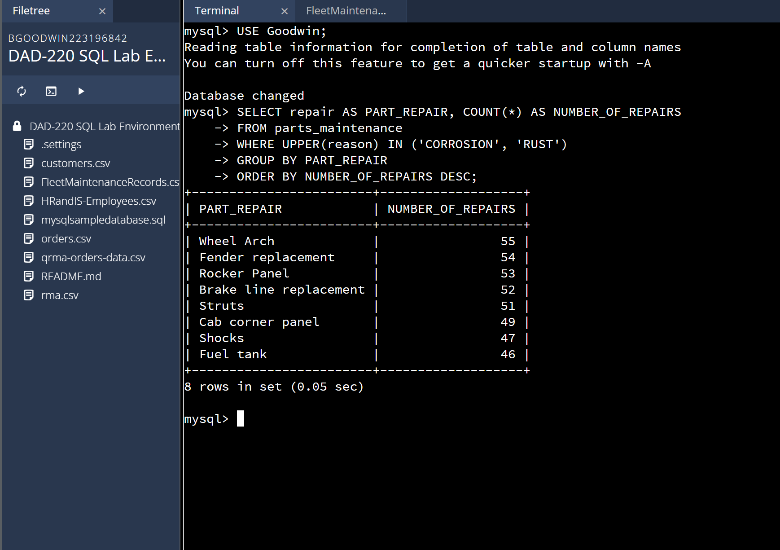 Filetree ×
BGOODWIN223196842
DAD-220 SQL Lab E...
DAD-220 SQL Lab Environment
.settings
customers.csv
FleetMaintenanceRecords.cs
HRandIS-Employees.csv
mysqlsampledatabase.sql
orders.csv
qrma-orders-data.csv
README.md
rma.csv
Terminal × FleetMaintena...
mysql> USE Goodwin;
Reading table information for completion of table and column names
You can turn off this feature to get a quicker startup with -A
Database changed
mysql> SELECT repair AS PART_REPAIR, COUNT(*) AS NUMBER_OF_REPAIRS
    -> FROM parts_maintenance
    -> WHERE UPPER(reason) IN ('CORROSION', 'RUST')
    -> GROUP BY PART_REPAIR
    -> ORDER BY NUMBER_OF_REPAIRS DESC;
+------------------------+-------------------+
| PART_REPAIR            | NUMBER_OF_REPAIRS |
+------------------------+-------------------+
| Wheel Arch             |                55 |
| Fender replacement     |                54 |
| Rocker Panel           |                53 |
| Brake line replacement |                52 |
| Struts                 |                51 |
| Cab corner panel       |                49 |
| Shocks                 |                47 |
| Fuel tank              |                46 |
+------------------------+-------------------+
8 rows in set (0.05 sec)
mysql>